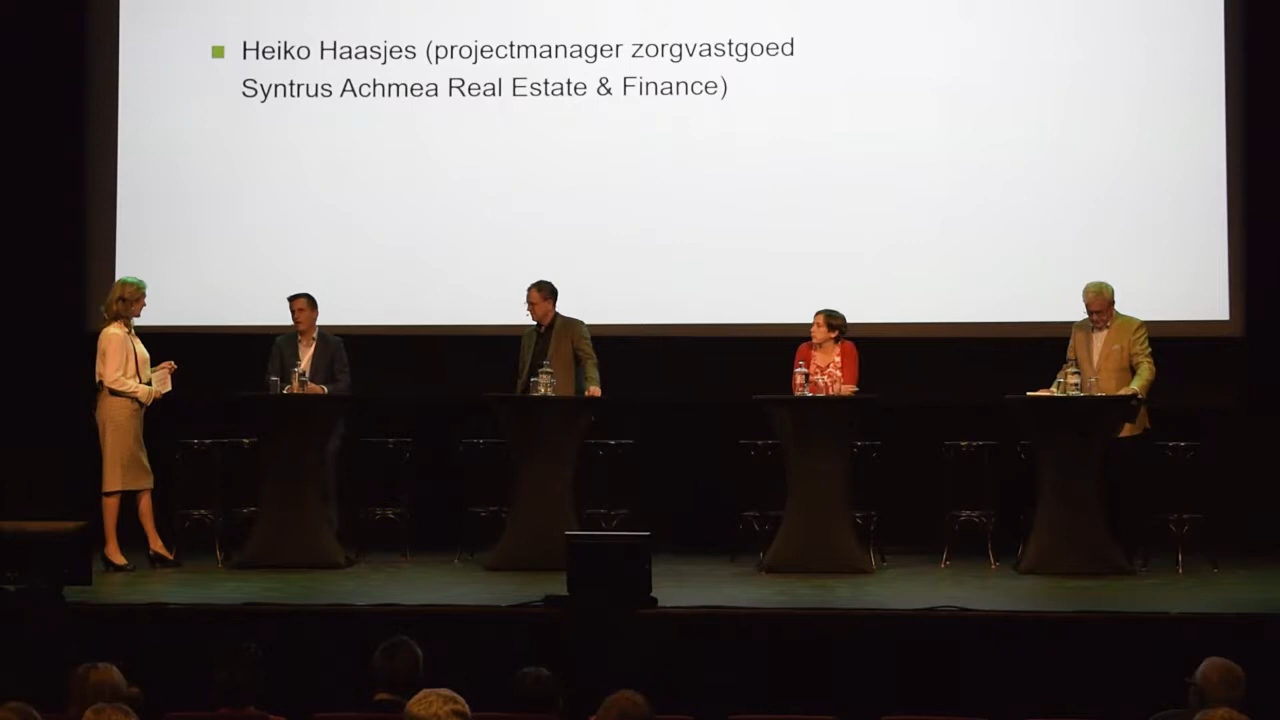 Heiko Haasjes (projectmanager zorgvastgoed
Syntrus Achmea Real Estate & Finance)